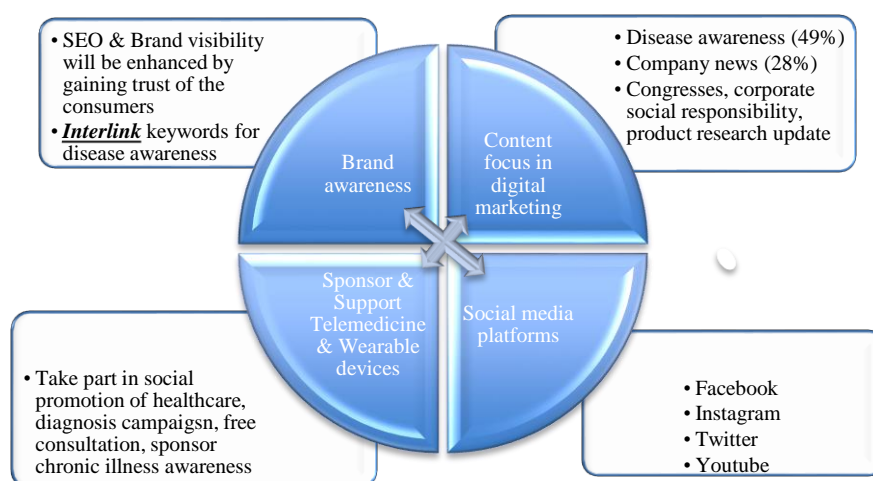 • SEO & Brand visibility
will be enhanced by
gaining trust of the
consumers
• Interlink keywords for
disease awareness
• Disease awareness (49%)
• Company news (28%)
• Congresses, corporate
social responsibility,
product research update
Brand
awareness
Content
focus in
digital
marketing
Sponsor &
Support
Telemedicine
& Wearable
devices
Social media
platforms
• Take part in social
promotion of healthcare,
diagnosis campaigsn, free
consultation, sponsor
chronic illness awareness
• Facebook
• Instagram
• Twitter
• Youtube